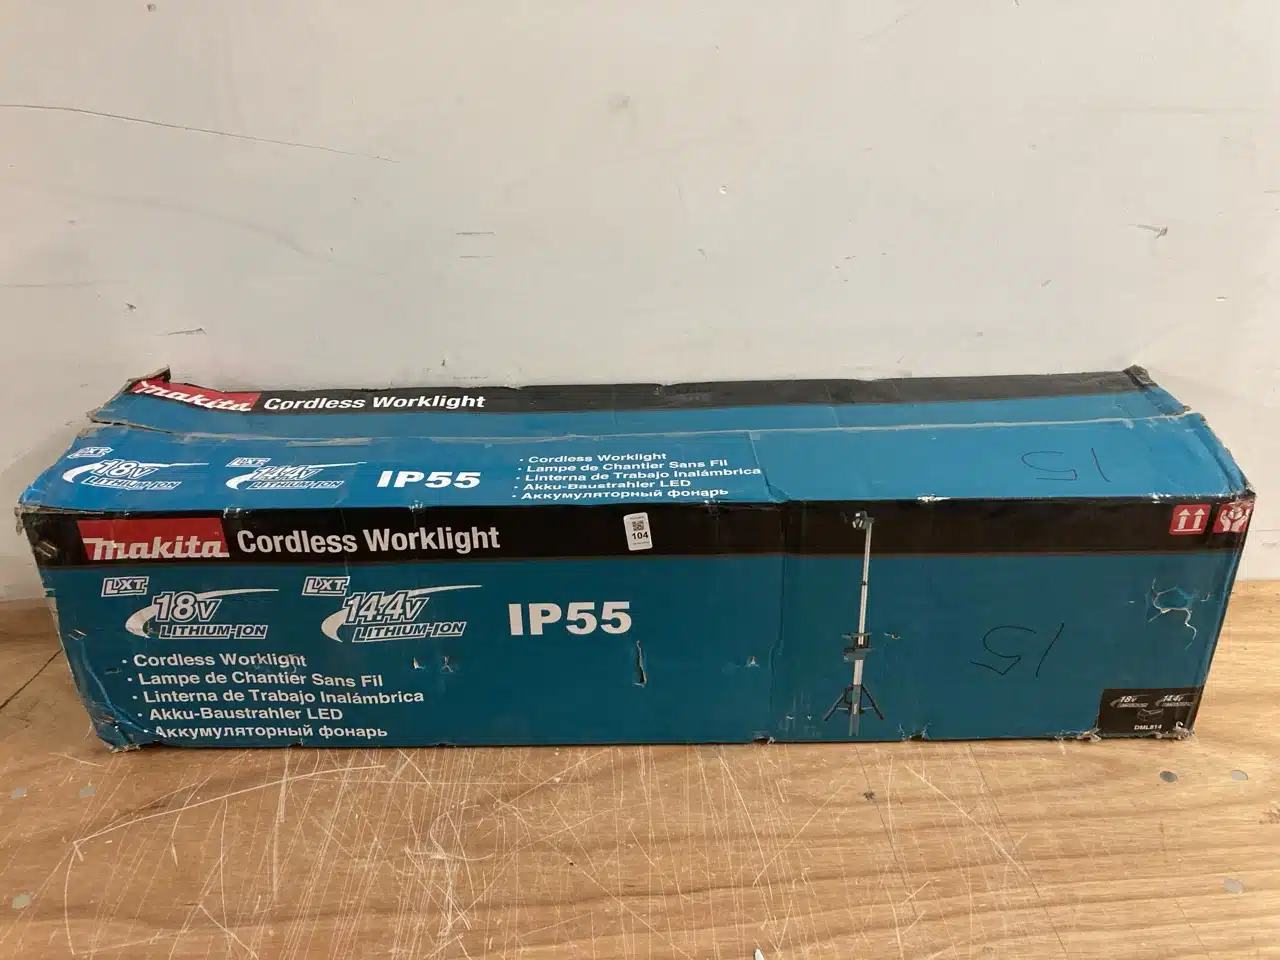 makita Cordless Worklight
LXT 18V LITHIUM-ION
LXT 14.4V LITHIUM-ION
IP55
· Cordless Worklight
· Lampe de Chantier Sans Fil
· Linterna de Trabajo Inalámbrica
· Akku-Baustrahler LED
· Аккумуляторный фонарь
15
makita Cordless Worklight
104
LXT 18V LITHIUM-ION
LXT 14.4V LITHIUM-ION
IP55
· Cordless Worklight
· Lampe de Chantier Sans Fil
· Linterna de Trabajo Inalámbrica
· Akku-Baustrahler LED
· Аккумуляторный фонарь
15
18V 14.4V
DML814